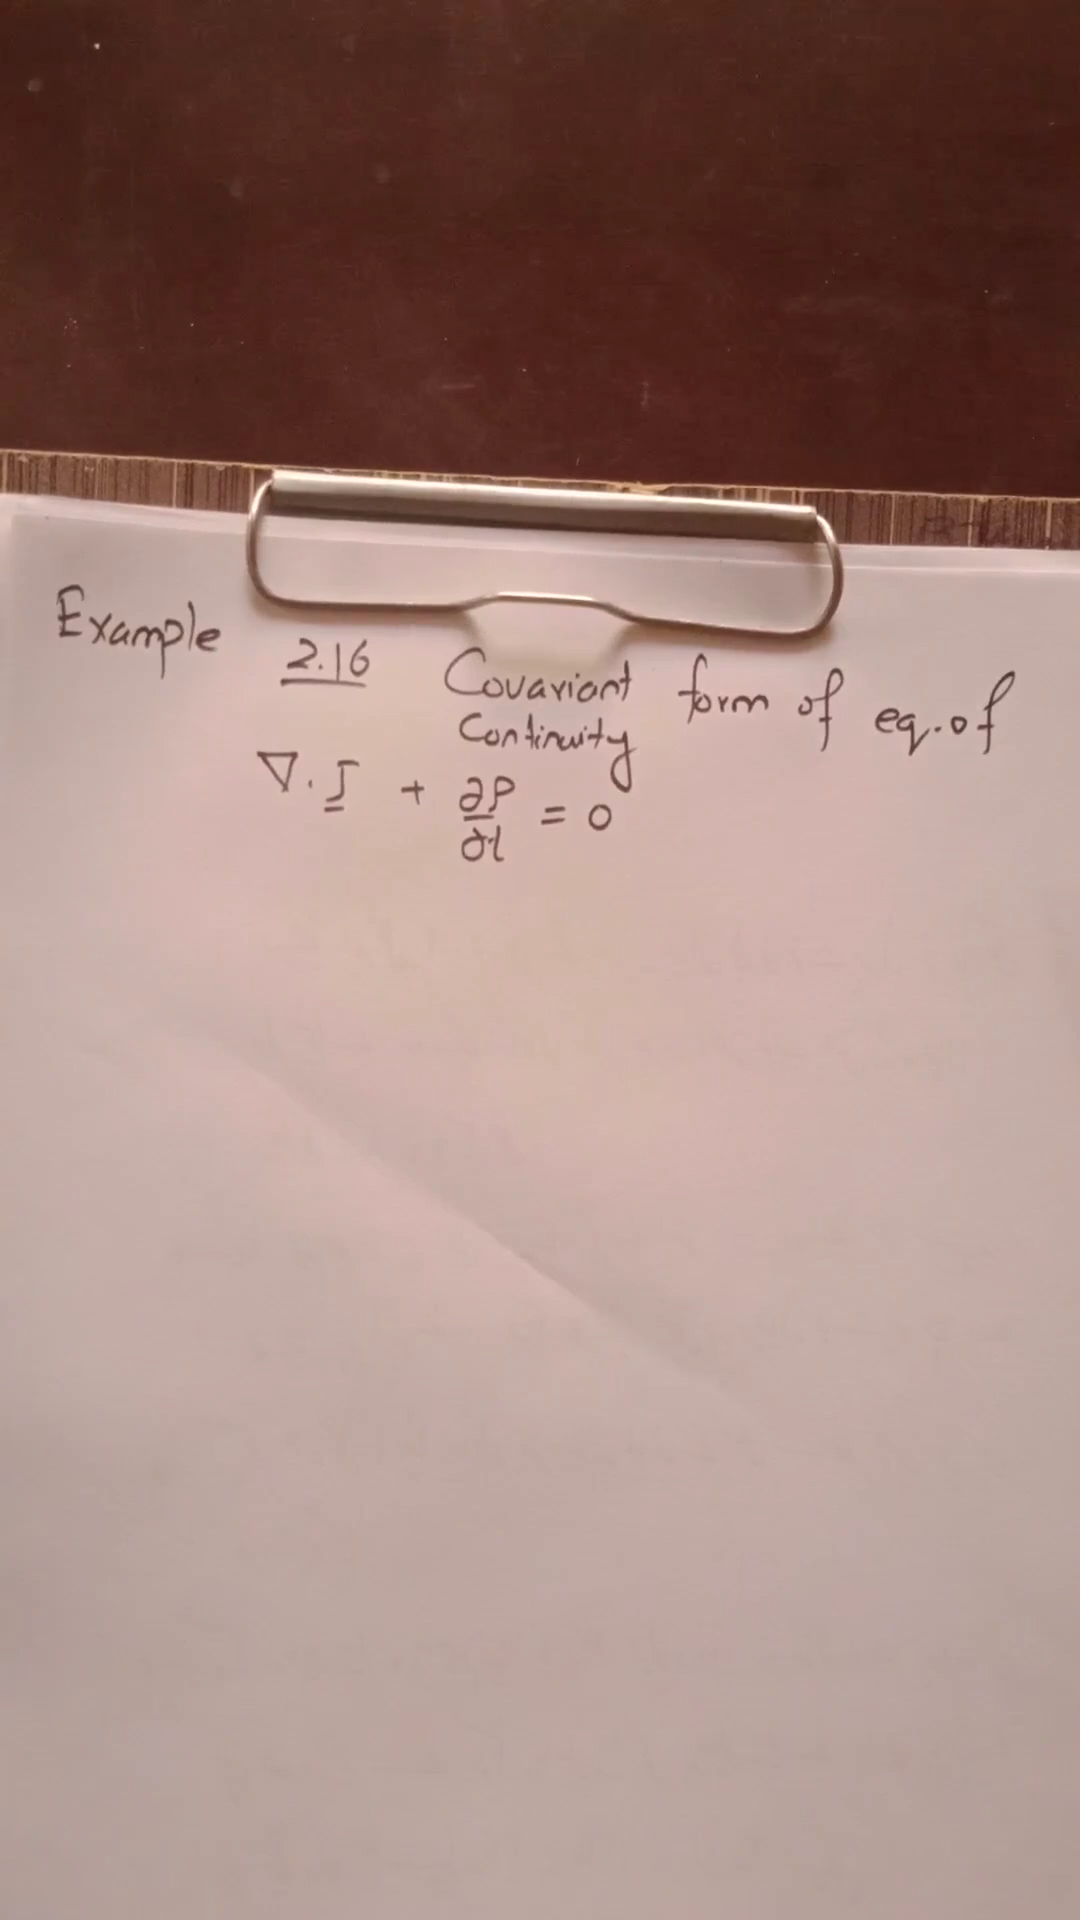 Example 2.16 Covariant form of eq. of
Continuity
∇. J + ∂ρ/∂t = 0